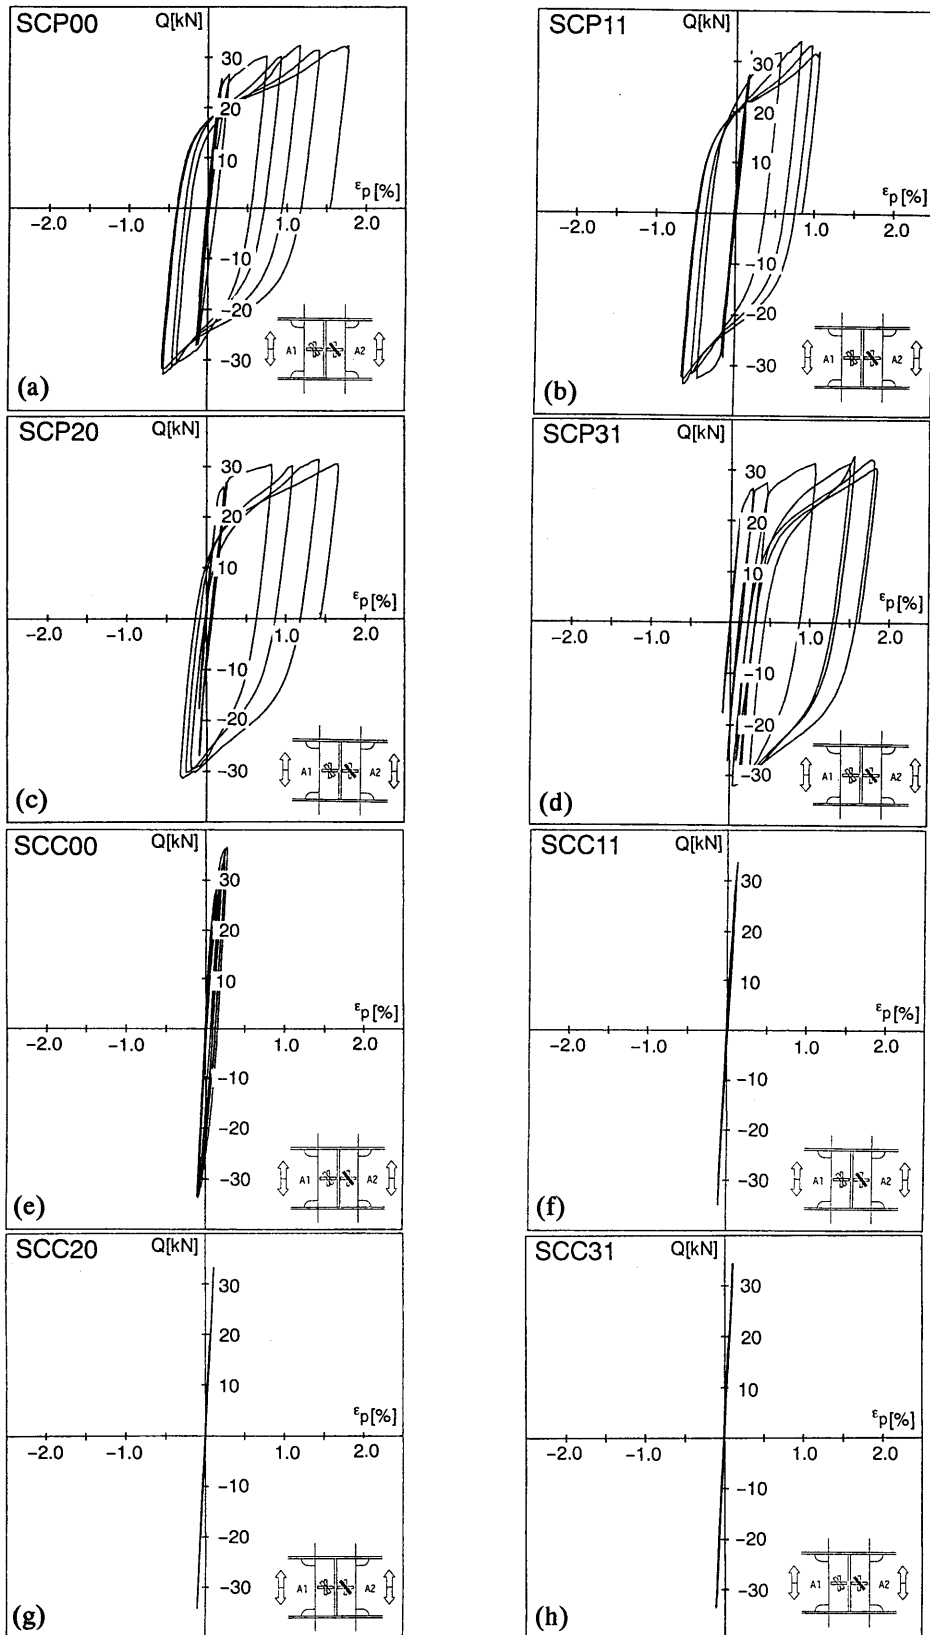 SCP00 Q[kN]
30
20
10
εp[%]
-2.0 -1.0 1.0 2.0
-10
-20
-30
A1 A2
(a)
SCP11 Q[kN]
30
20
10
εp[%]
-2.0 -1.0 1.0 2.0
-10
-20
-30
A1 A2
(b)
SCP20 Q[kN]
30
20
10
εp[%]
-2.0 -1.0 1.0 2.0
-10
-20
-30
A1 A2
(c)
SCP31 Q[kN]
30
20
10
εp[%]
-2.0 -1.0 1.0 2.0
-10
-20
-30
A1 A2
(d)
SCC00 Q[kN]
30
20
10
εp[%]
-2.0 -1.0 1.0 2.0
-10
-20
-30
A1 A2
(e)
SCC11 Q[kN]
30
20
10
εp[%]
-2.0 -1.0 1.0 2.0
-10
-20
-30
A1 A2
(f)
SCC20 Q[kN]
30
20
10
εp[%]
-2.0 -1.0 1.0 2.0
-10
-20
-30
A1 A2
(g)
SCC31 Q[kN]
30
20
10
εp[%]
-2.0 -1.0 1.0 2.0
-10
-20
-30
A1 A2
(h)